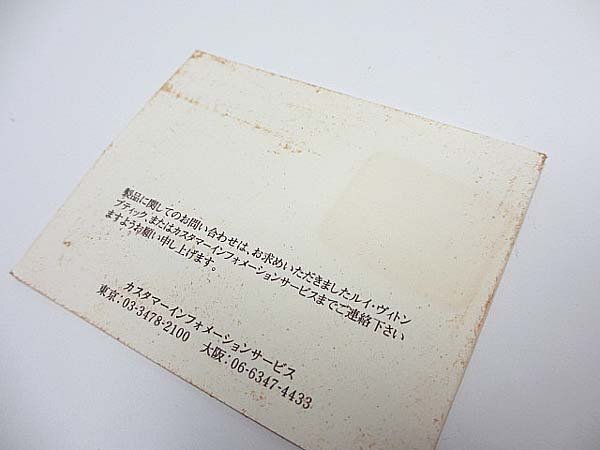 製品に関してのお問い合わせは、お求めいただきましたルイ・ヴィトン
ブティック、またはカスタマーインフォメーションサービスまでご連絡下さい
ますようお願い申し上げます。
カスタマーインフォメーションサービス
東京：03-3478-2100 大阪：06-6347-4433